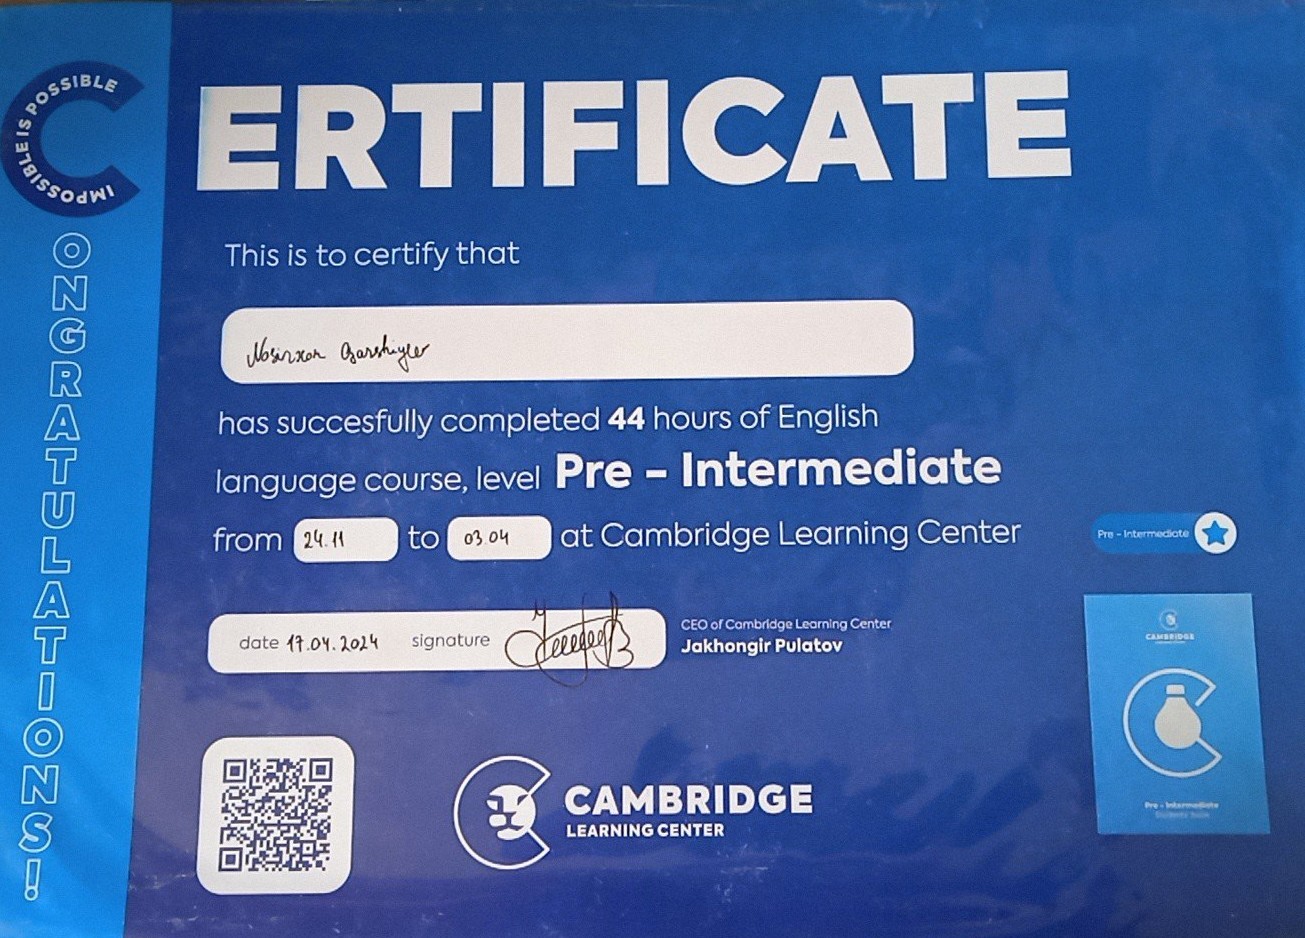 CERTIFICATE
IMPOSSIBLE IS POSSIBLE
CONGRATULATIONS!
This is to certify that
Nosirxon
has succesfully completed 44 hours of English
language course, level Pre - Intermediate
from 24.11 to 03.04 at Cambridge Learning Center
date 17.04.2024 signature
CEO of Cambridge Learning Center
Jakhongir Pulatov
Pre - Intermediate
CAMBRIDGE
Pre - Intermediate
Students' Book
CAMBRIDGE
LEARNING CENTER